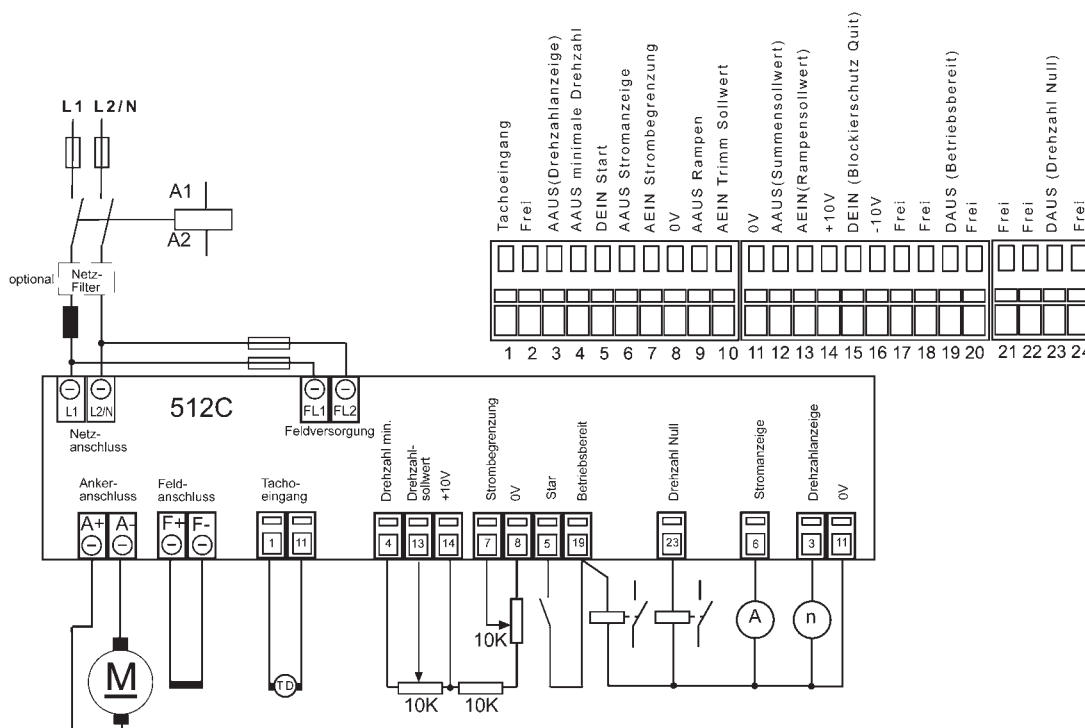 L1 L2/N
A1
A2
optional
Netz-
Filter
Tachoeingang
Frei
AAUS(Drehzahlanzeige)
AAUS minimale Drehzahl
DEIN Start
AAUS Stromanzeige
AEIN Strombegrenzung
0V
AAUS Rampen
AEIN Trimm Sollwert
0V
AAUS(Summensollwert)
AEIN(Rampensollwert)
+10V
DEIN (Blockierschutz Quit)
-10V
Frei
Frei
DAUS (Betriebsbereit)
Frei
Frei
Frei
DAUS (Drehzahl Null)
Frei
1 2 3 4 5 6 7 8 9 10 11 12 13 14 15 16 17 18 19 20 21 22 23 24
L1 L2/N
512C
FL1 FL2
Netz-
anschluss
Feldversorgung
Anker-
anschluss
Feld-
anschluss
Tacho-
eingang
Drehzahl min.
Drehzahl-
sollwert
+10V
Strombegrenzung
0V
Star
Betriebsbereit
Drehzahl Null
Stromanzeige
Drehzahlanzeige
0V
A+ A- F+ F- 1 11 4 13 14 7 8 5 19 23 6 3 11
A
n
10K
M
TD
10K 10K